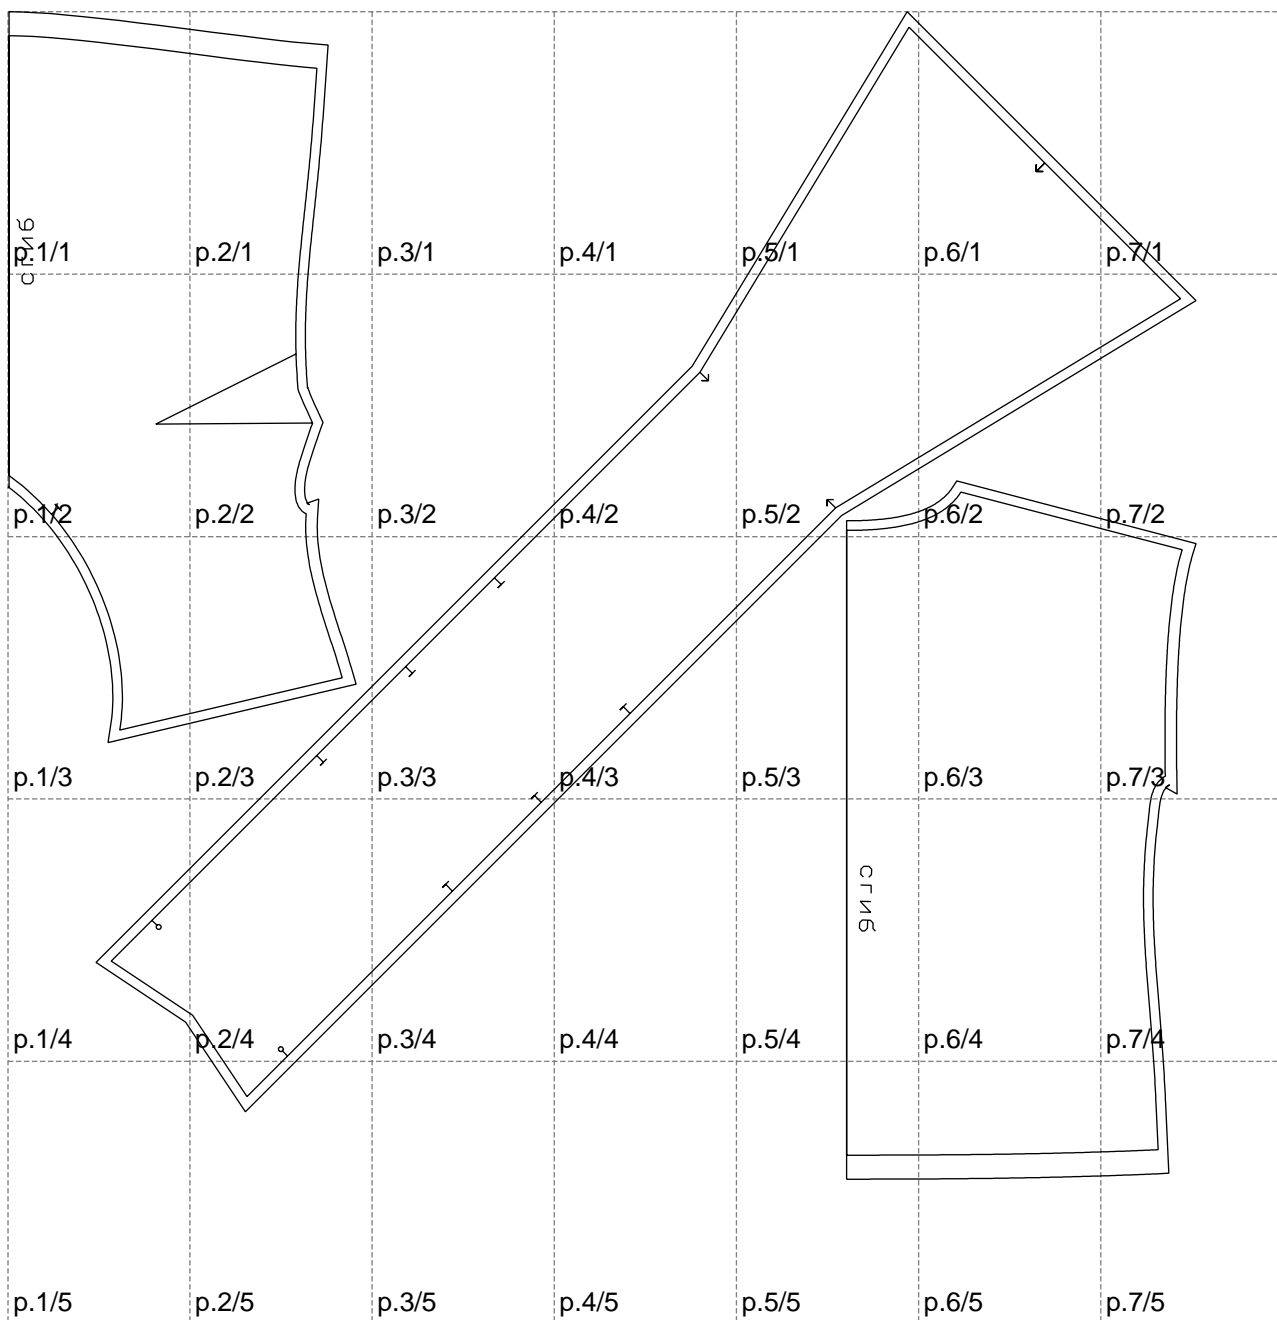 сгиб
p.1/1 p.2/1 p.3/1 p.4/1 p.5/1 p.6/1 p.7/1
p.1/2 p.2/2 p.3/2 p.4/2 p.5/2 p.6/2 p.7/2
p.1/3 p.2/3 p.3/3 p.4/3 p.5/3 p.6/3 p.7/3
сгиб
p.1/4 p.2/4 p.3/4 p.4/4 p.5/4 p.6/4 p.7/4
p.1/5 p.2/5 p.3/5 p.4/5 p.5/5 p.6/5 p.7/5